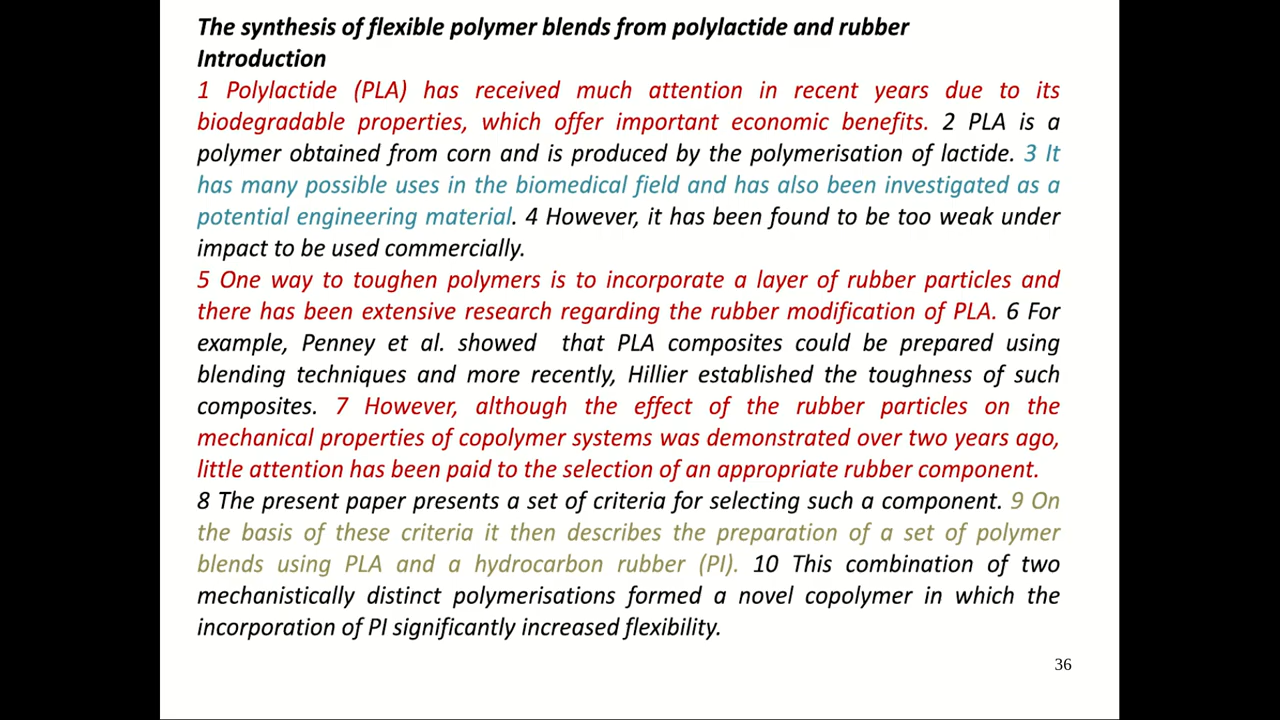 The synthesis of flexible polymer blends from polylactide and rubber
Introduction
1 Polylactide (PLA) has received much attention in recent years due to its
biodegradable properties, which offer important economic benefits. 2 PLA is a
polymer obtained from corn and is produced by the polymerisation of lactide. 3 It
has many possible uses in the biomedical field and has also been investigated as a
potential engineering material. 4 However, it has been found to be too weak under
impact to be used commercially.
5 One way to toughen polymers is to incorporate a layer of rubber particles and
there has been extensive research regarding the rubber modification of PLA. 6 For
example, Penney et al. showed that PLA composites could be prepared using
blending techniques and more recently, Hillier established the toughness of such
composites. 7 However, although the effect of the rubber particles on the
mechanical properties of copolymer systems was demonstrated over two years ago,
little attention has been paid to the selection of an appropriate rubber component.
8 The present paper presents a set of criteria for selecting such a component. 9 On
the basis of these criteria it then describes the preparation of a set of polymer
blends using PLA and a hydrocarbon rubber (PI). 10 This combination of two
mechanistically distinct polymerisations formed a novel copolymer in which the
incorporation of PI significantly increased flexibility.
36